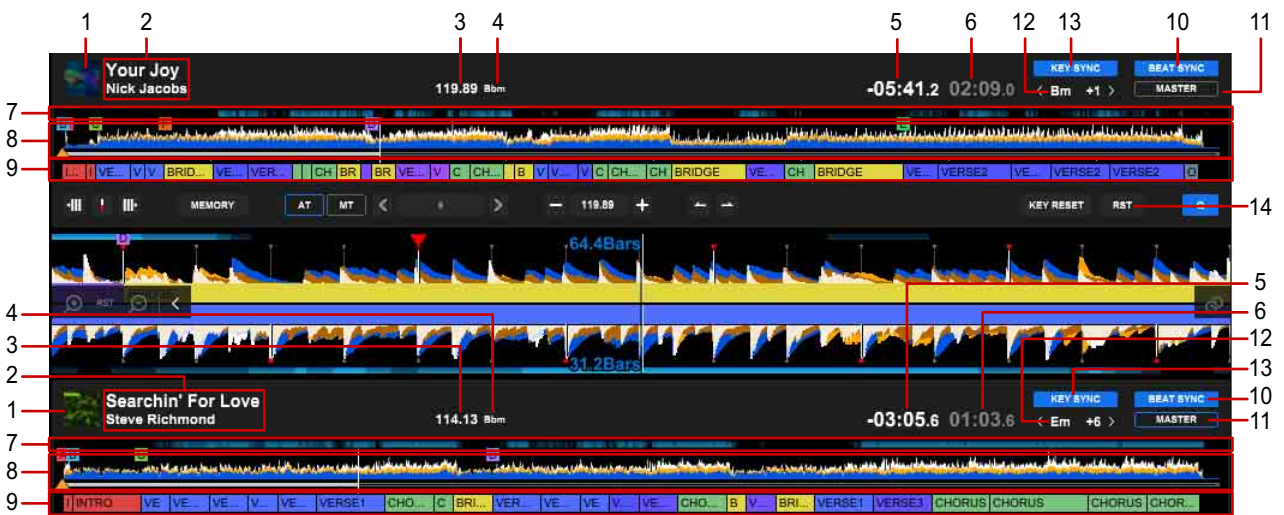 1 2 3 4 5 6 12 13 10 11
Your Joy
Nick Jacobs
119.89 Bbm
-05:41.2 02:09.0
KEY SYNC BEAT SYNC
Bm +1 MASTER
7
8
9
I... I VE... V V BRID... VE... VER... CH BR BR VE... V C CH... B V V... V C CH... CH BRIDGE VE... CH BRIDGE VE... VERSE2 VE... VERSE2 VERSE2 O
MEMORY AT MT 119.89 KEY RESET RST Q 14
D 64.4Bars
RST
5
4 6
3 31.2Bars 12
2 13
Searchin' For Love KEY SYNC BEAT SYNC 10
1 Steve Richmond 114.13 Bbm -03:05.6 01:03.6 Em +6 MASTER 11
7
8
9 I INTRO VE VE... VE... V... VE... VERSE1 CHO... C BRI... VER... VE... VE V... VE... CHO... B V... BRI... VERSE1 VERSE3 CHORUS CHORUS CHORUS CHOR...